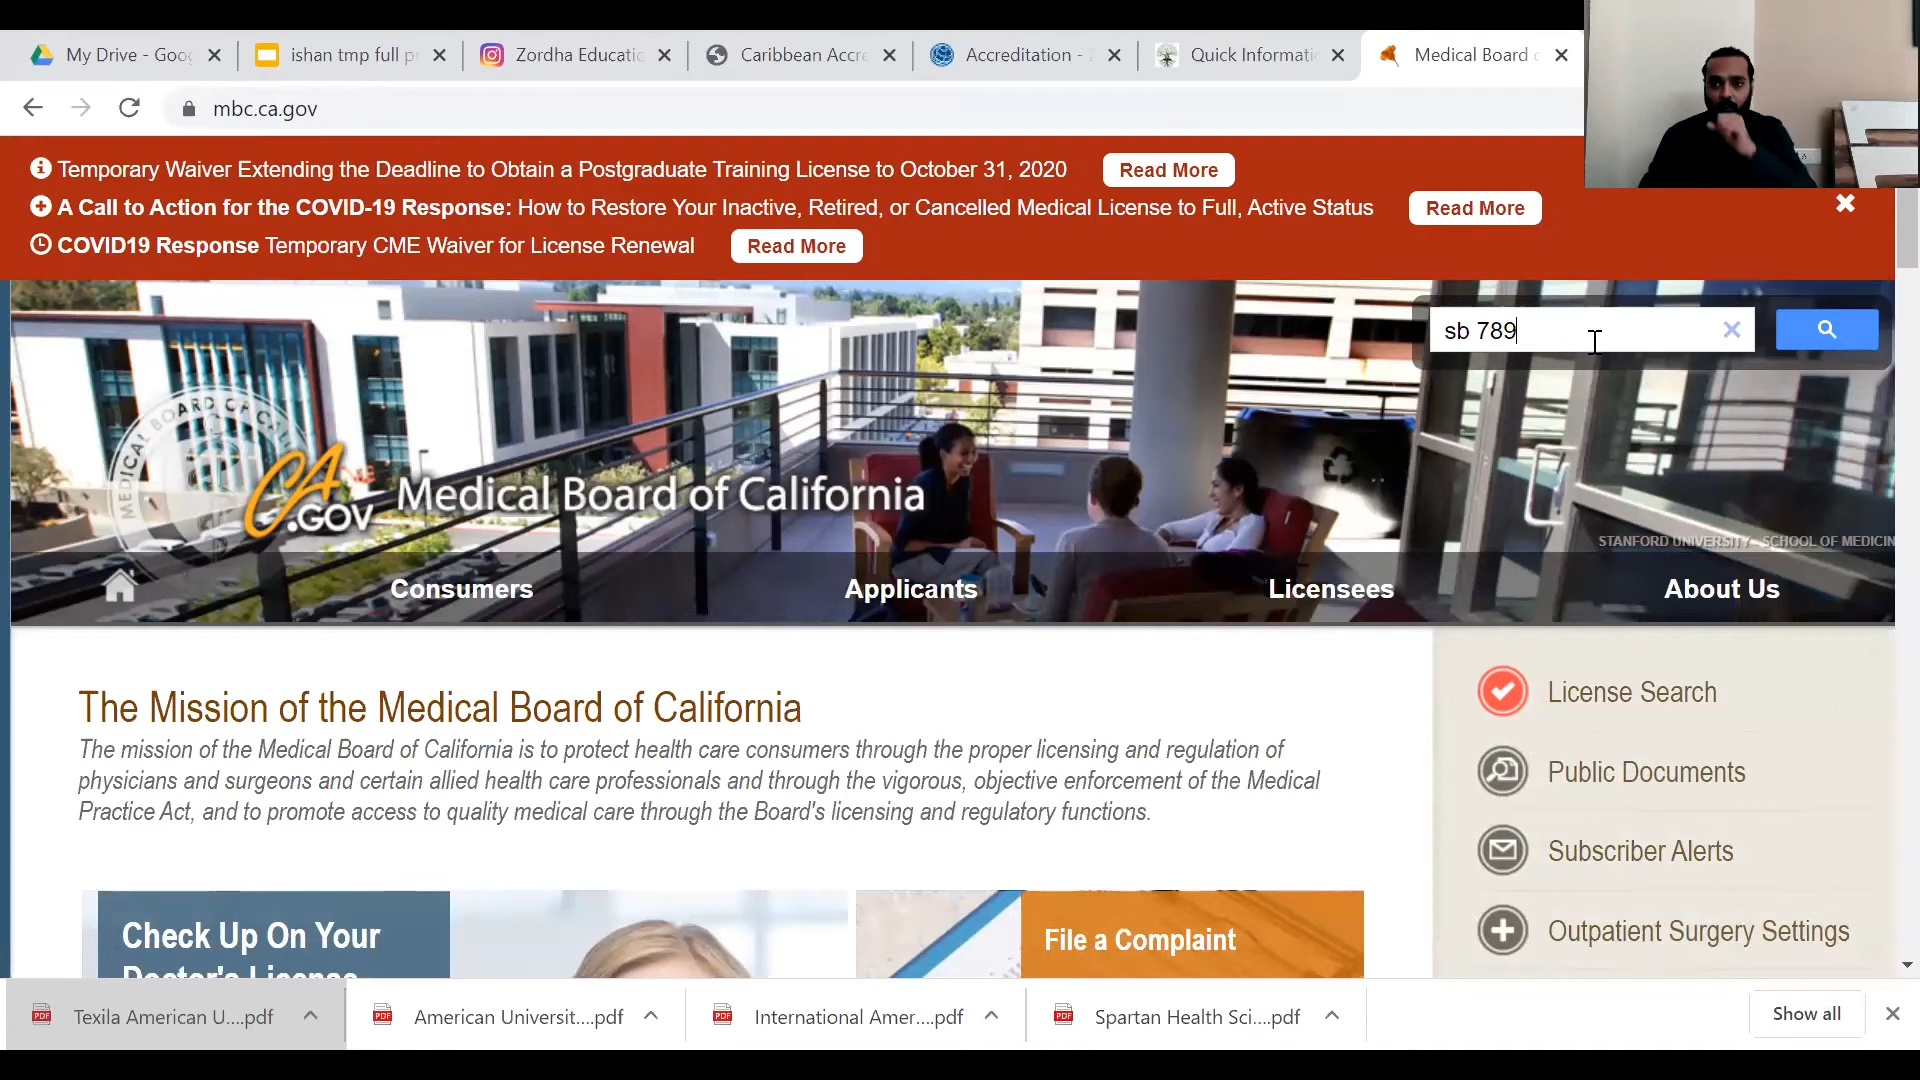 My Drive - Goo
ishan tmp full p
Zordha Educatio
Caribbean Accre
Accreditation -
Quick Informati
Medical Board
mbc.ca.gov
Temporary Waiver Extending the Deadline to Obtain a Postgraduate Training License to October 31, 2020
Read More
A Call to Action for the COVID-19 Response: How to Restore Your Inactive, Retired, or Cancelled Medical License to Full, Active Status
Read More
COVID19 Response Temporary CME Waiver for License Renewal
Read More
sb 789
MEDICAL BOARD OF CALI
CA
.GOV
Medical Board of California
STANFORD UNIVERSITY - SCHOOL OF MEDICIN
Consumers
Applicants
Licensees
About Us
The Mission of the Medical Board of California
The mission of the Medical Board of California is to protect health care consumers through the proper licensing and regulation of
physicians and surgeons and certain allied health care professionals and through the vigorous, objective enforcement of the Medical
Practice Act, and to promote access to quality medical care through the Board's licensing and regulatory functions.
License Search
Public Documents
Subscriber Alerts
Outpatient Surgery Settings
Check Up On Your
Doctor's License
File a Complaint
Texila American U....pdf
American Universit....pdf
International Amer....pdf
Spartan Health Sci....pdf
Show all